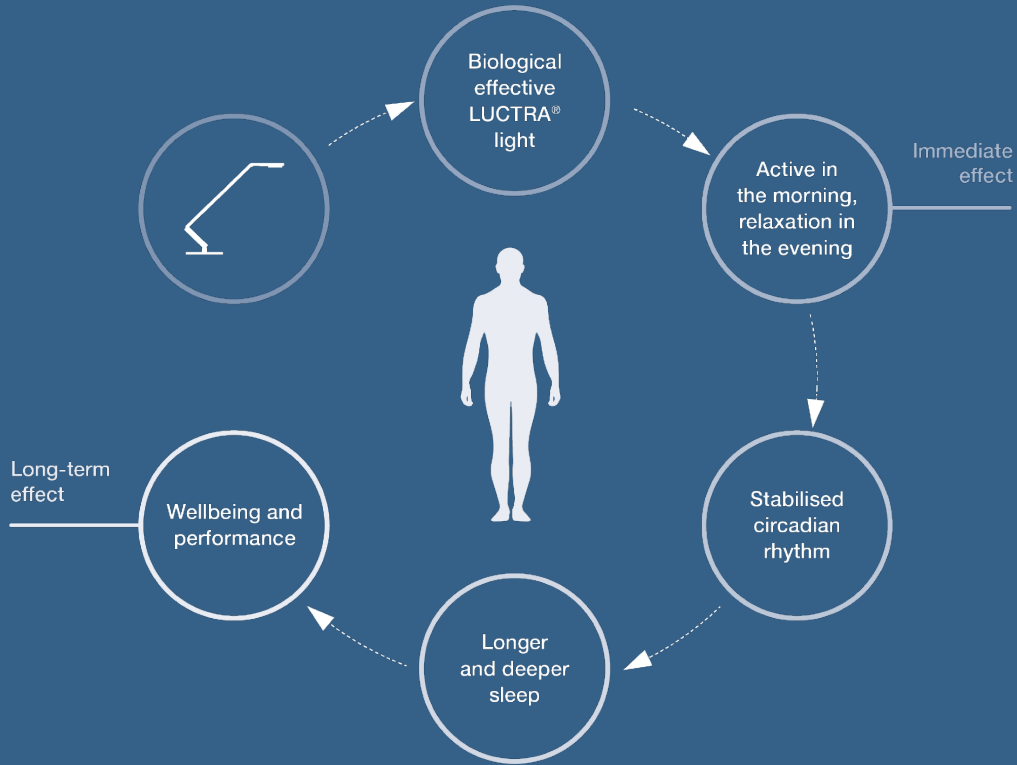 Biological
effective
LUCTRA®
light
Active in
the morning,
relaxation in
the evening
Immediate
effect
Stabilised
circadian
rhythm
Longer
and deeper
sleep
Wellbeing and
performance
Long-term
effect